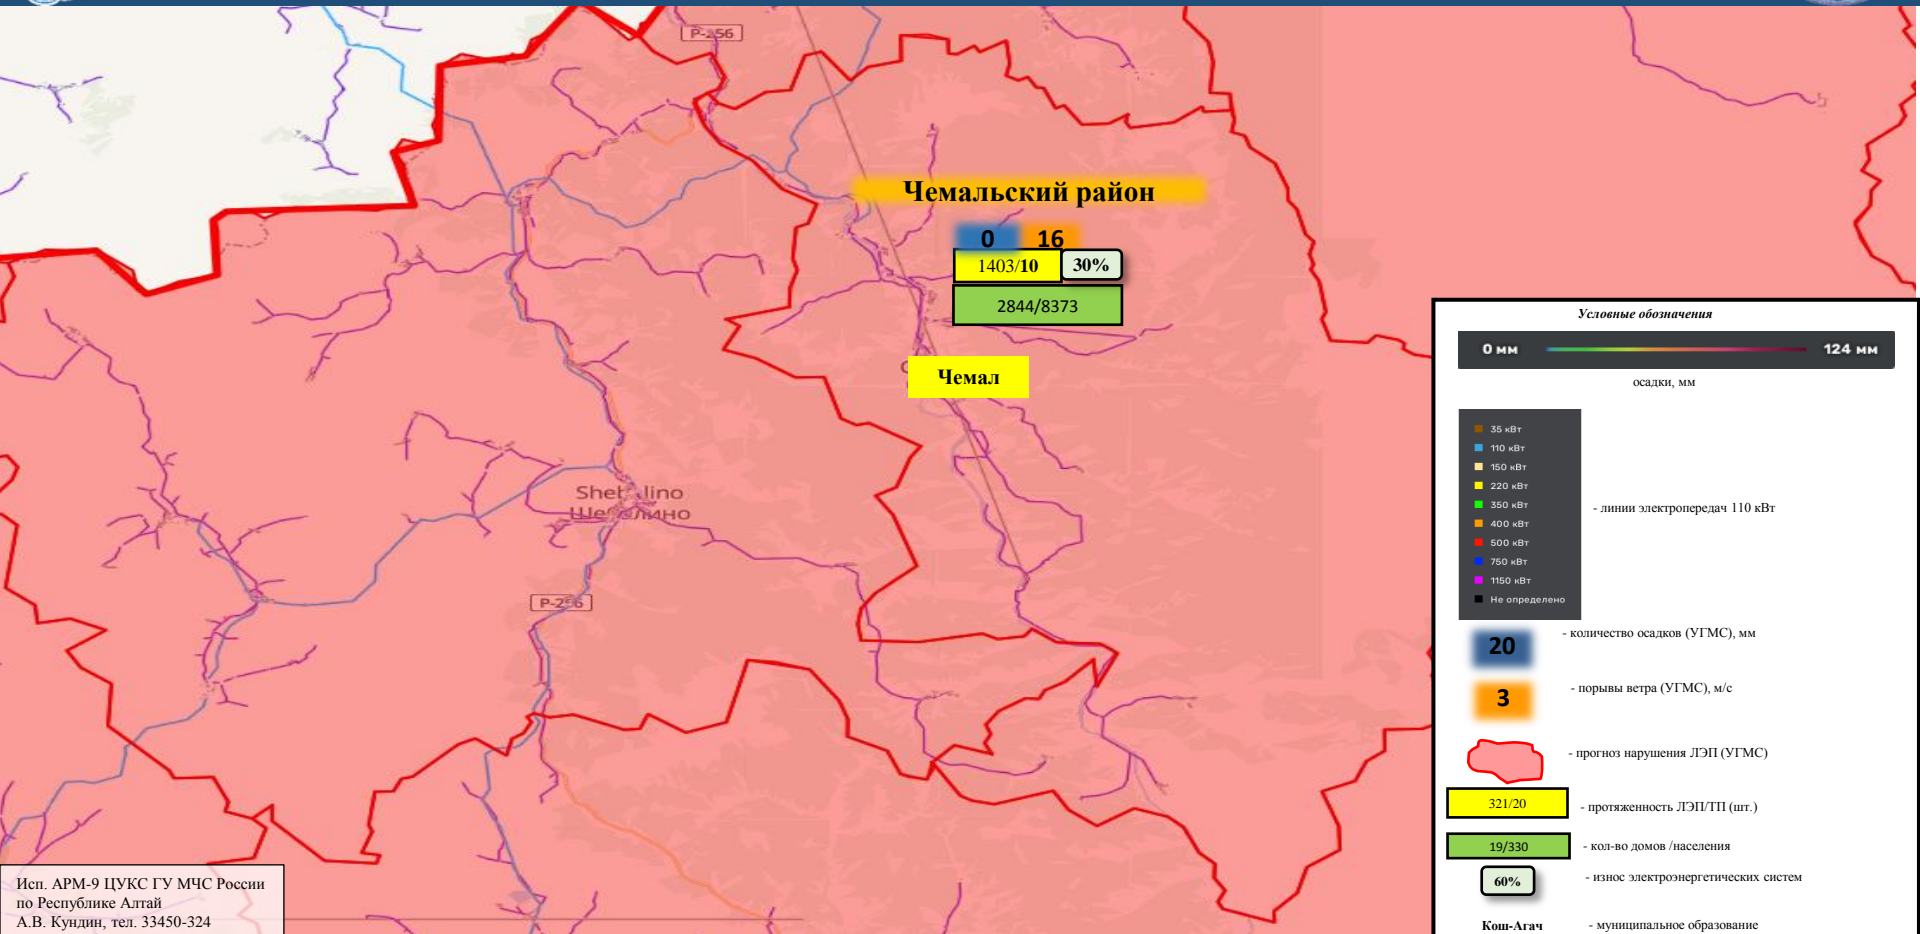 P-256
Чемальский район
0 16
1403/10 30%
2844/8373
Чемал
Шебалино
Исп. АРМ-9 ЦУКС ГУ МЧС России
по Республике Алтай
А.В. Кундин, тел. 33450-324
Условные обозначения
0 мм 124 мм
осадки, мм
35 кВт
110 кВт
150 кВт
220 кВт
350 кВт
400 кВт
500 кВт
750 кВт
1150 кВт
Не определено
- линии электропередач 110 кВт
20 - количество осадков (УГМС), мм
3 - порывы ветра (УГМС), м/с
- прогноз нарушения ЛЭП (УГМС)
321/20 - протяженность ЛЭП/ТП (шт.)
19/330 - кол-во домов /населения
60% - износ электроэнергетических систем
Кош-Агач - муниципальное образование